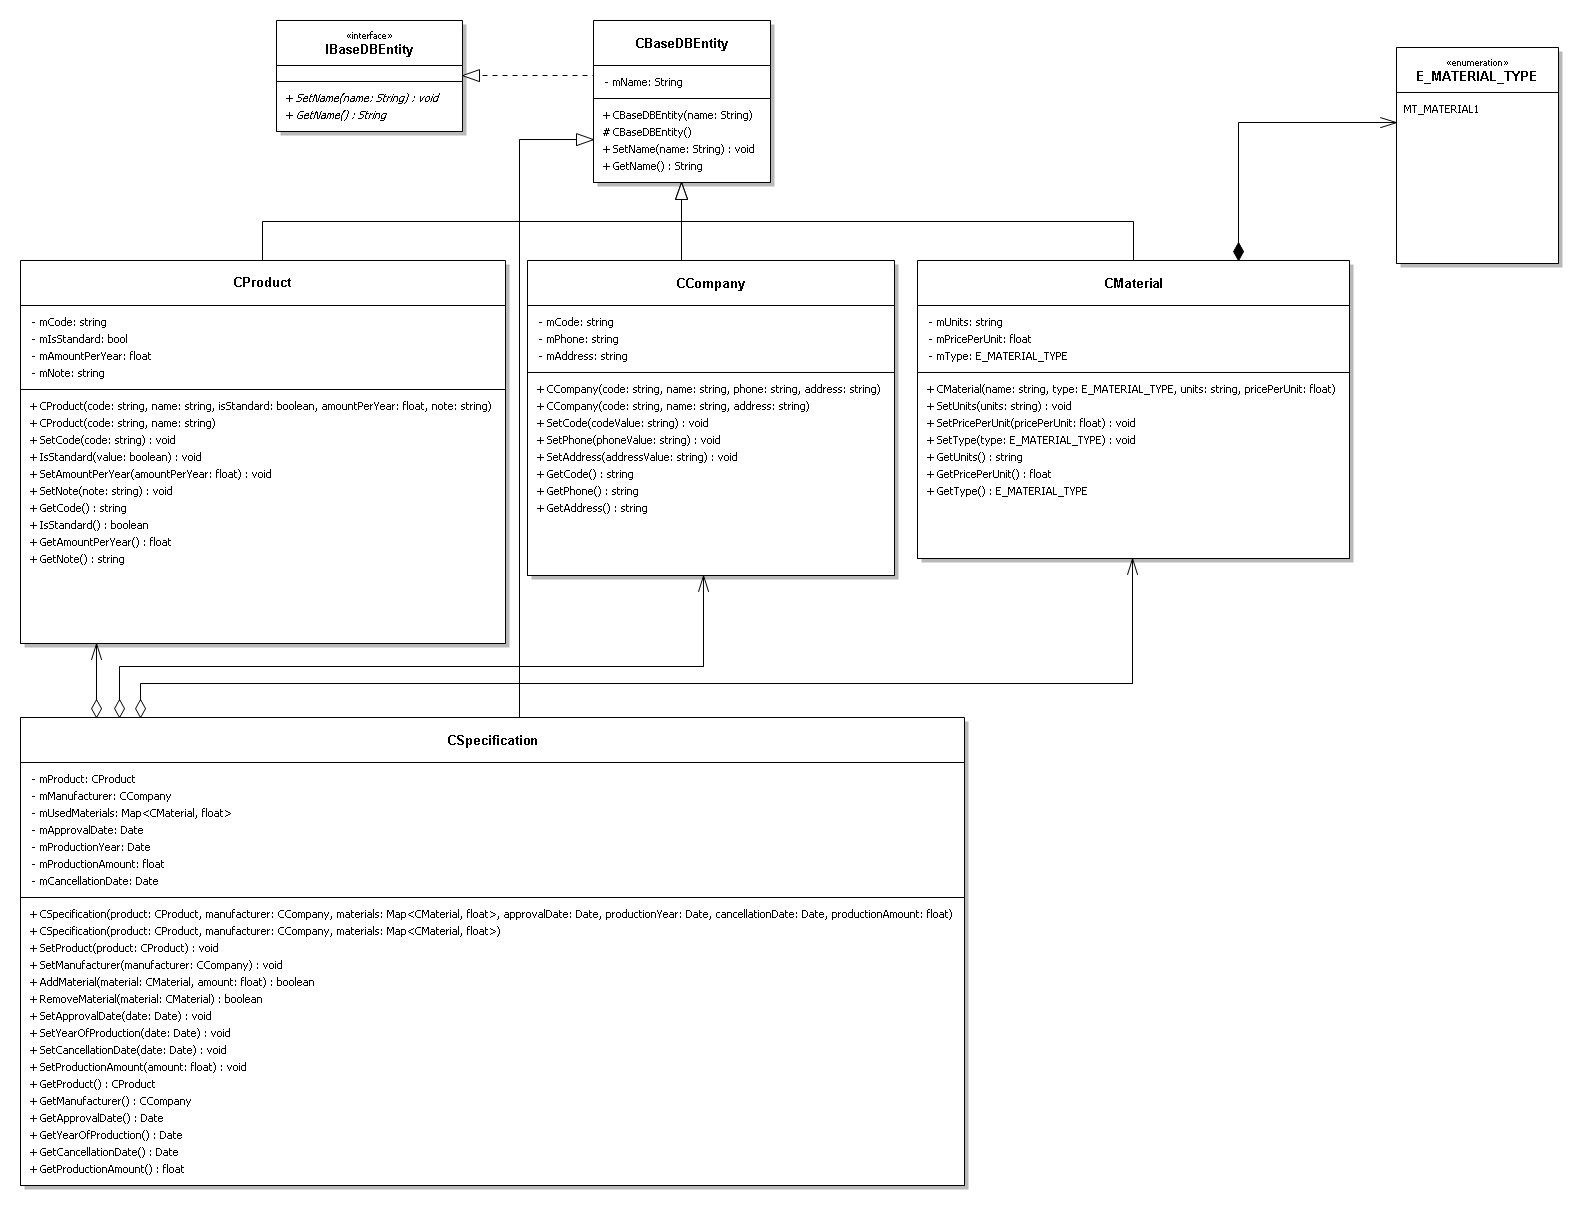 «interface»
IBaseDBEntity
+ SetName(name: String) : void
+ GetName() : String
CBaseDBEntity
- mName: String
+ CBaseDBEntity(name: String)
# CBaseDBEntity()
+ SetName(name: String) : void
+ GetName() : String
«enumeration»
E_MATERIAL_TYPE
MT_MATERIAL1
CProduct
- mCode: string
- mIsStandard: bool
- mAmountPerYear: float
- mNote: string
+ CProduct(code: string, name: string, isStandard: boolean, amountPerYear: float, note: string)
+ CProduct(code: string, name: string)
+ SetCode(code: string) : void
+ IsStandard(value: boolean) : void
+ SetAmountPerYear(amountPerYear: float) : void
+ SetNote(note: string) : void
+ GetCode() : string
+ IsStandard() : boolean
+ GetAmountPerYear() : float
+ GetNote() : string
CCompany
- mCode: string
- mPhone: string
- mAddress: string
+ CCompany(code: string, name: string, phone: string, address: string)
+ CCompany(code: string, name: string, address: string)
+ SetCode(codeValue: string) : void
+ SetPhone(phoneValue: string) : void
+ SetAddress(addressValue: string) : void
+ GetCode() : string
+ GetPhone() : string
+ GetAddress() : string
CMaterial
- mUnits: string
- mPricePerUnit: float
- mType: E_MATERIAL_TYPE
+ CMaterial(name: string, type: E_MATERIAL_TYPE, units: string, pricePerUnit: float)
+ SetUnits(units: string) : void
+ SetPricePerUnit(pricePerUnit: float) : void
+ SetType(type: E_MATERIAL_TYPE) : void
+ GetUnits() : string
+ GetPricePerUnit() : float
+ GetType() : E_MATERIAL_TYPE
CSpecification
- mProduct: CProduct
- mManufacturer: CCompany
- mUsedMaterials: Map<CMaterial, float>
- mApprovalDate: Date
- mProductionYear: Date
- mProductionAmount: float
- mCancellationDate: Date
+ CSpecification(product: CProduct, manufacturer: CCompany, materials: Map<CMaterial, float>, approvalDate: Date, productionYear: Date, cancellationDate: Date, productionAmount: float)
+ CSpecification(product: CProduct, manufacturer: CCompany, materials: Map<CMaterial, float>)
+ SetProduct(product: CProduct) : void
+ SetManufacturer(manufacturer: CCompany) : void
+ AddMaterial(material: CMaterial, amount: float) : boolean
+ RemoveMaterial(material: CMaterial) : boolean
+ SetApprovalDate(date: Date) : void
+ SetYearOfProduction(date: Date) : void
+ SetCancellationDate(date: Date) : void
+ SetProductionAmount(amount: float) : void
+ GetProduct() : CProduct
+ GetManufacturer() : CCompany
+ GetApprovalDate() : Date
+ GetYearOfProduction() : Date
+ GetCancellationDate() : Date
+ GetProductionAmount() : float